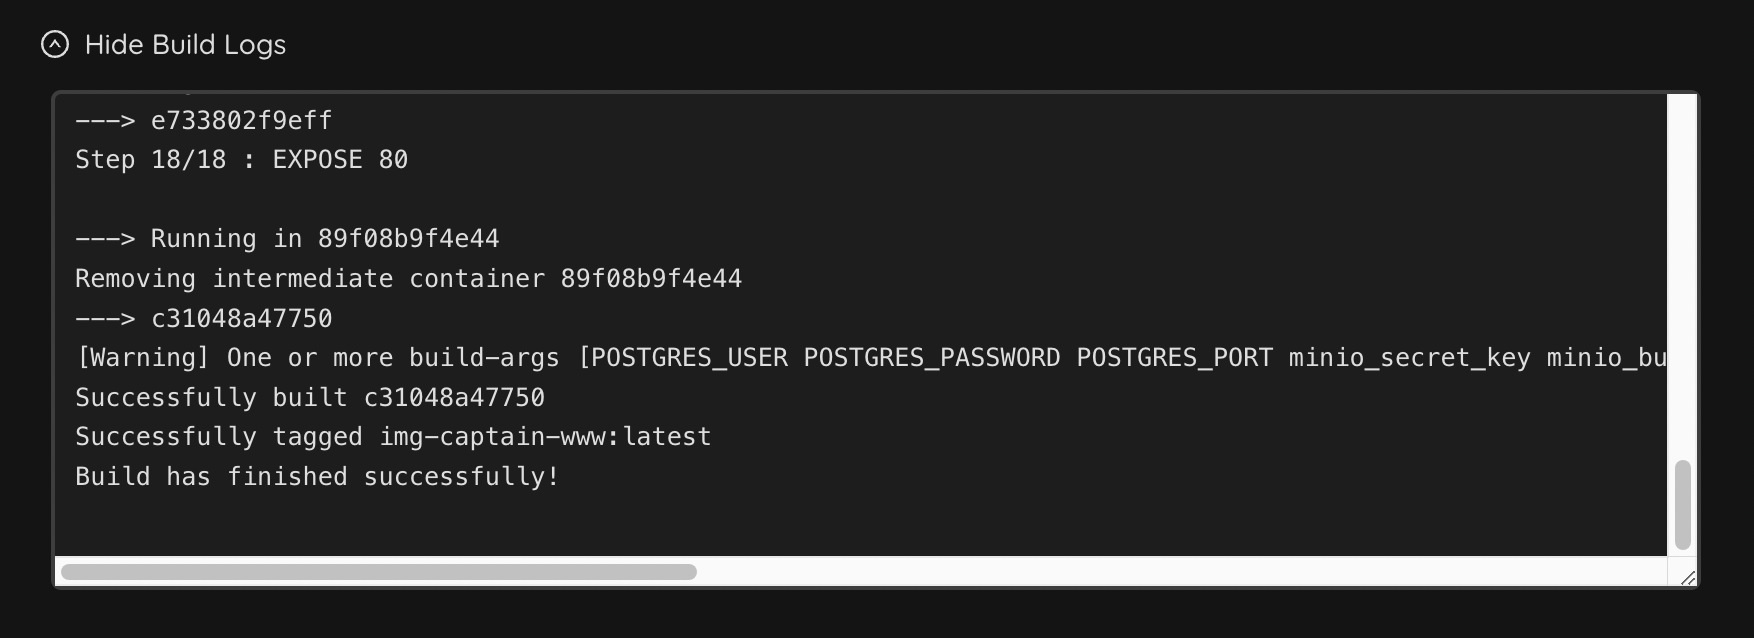 Hide Build Logs
---> e733802f9eff
Step 18/18 : EXPOSE 80
---> Running in 89f08b9f4e44
Removing intermediate container 89f08b9f4e44
---> c31048a47750
[Warning] One or more build-args [POSTGRES_USER POSTGRES_PASSWORD POSTGRES_PORT minio_secret_key minio_bu
Successfully built c31048a47750
Successfully tagged img-captain-www:latest
Build has finished successfully!